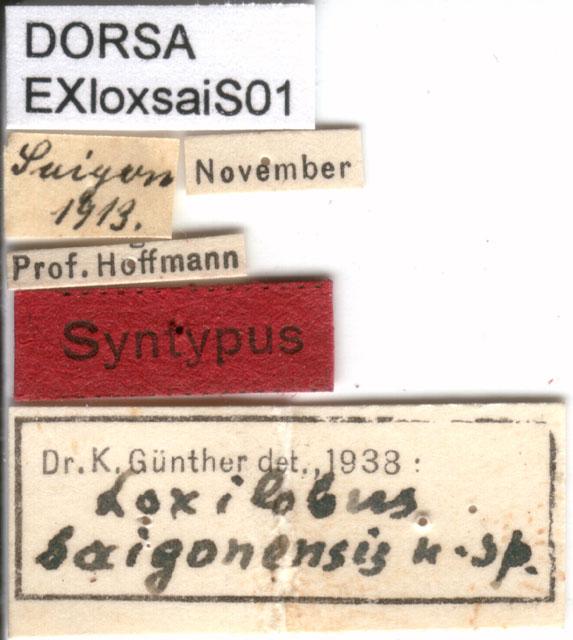 DORSA
EXloxsaiS01
Saigon
1913.
November
Prof. Hoffmann
Syntypus
Dr. K. Günther det., 1938 :
Loxilobus
saigonensis n. sp.